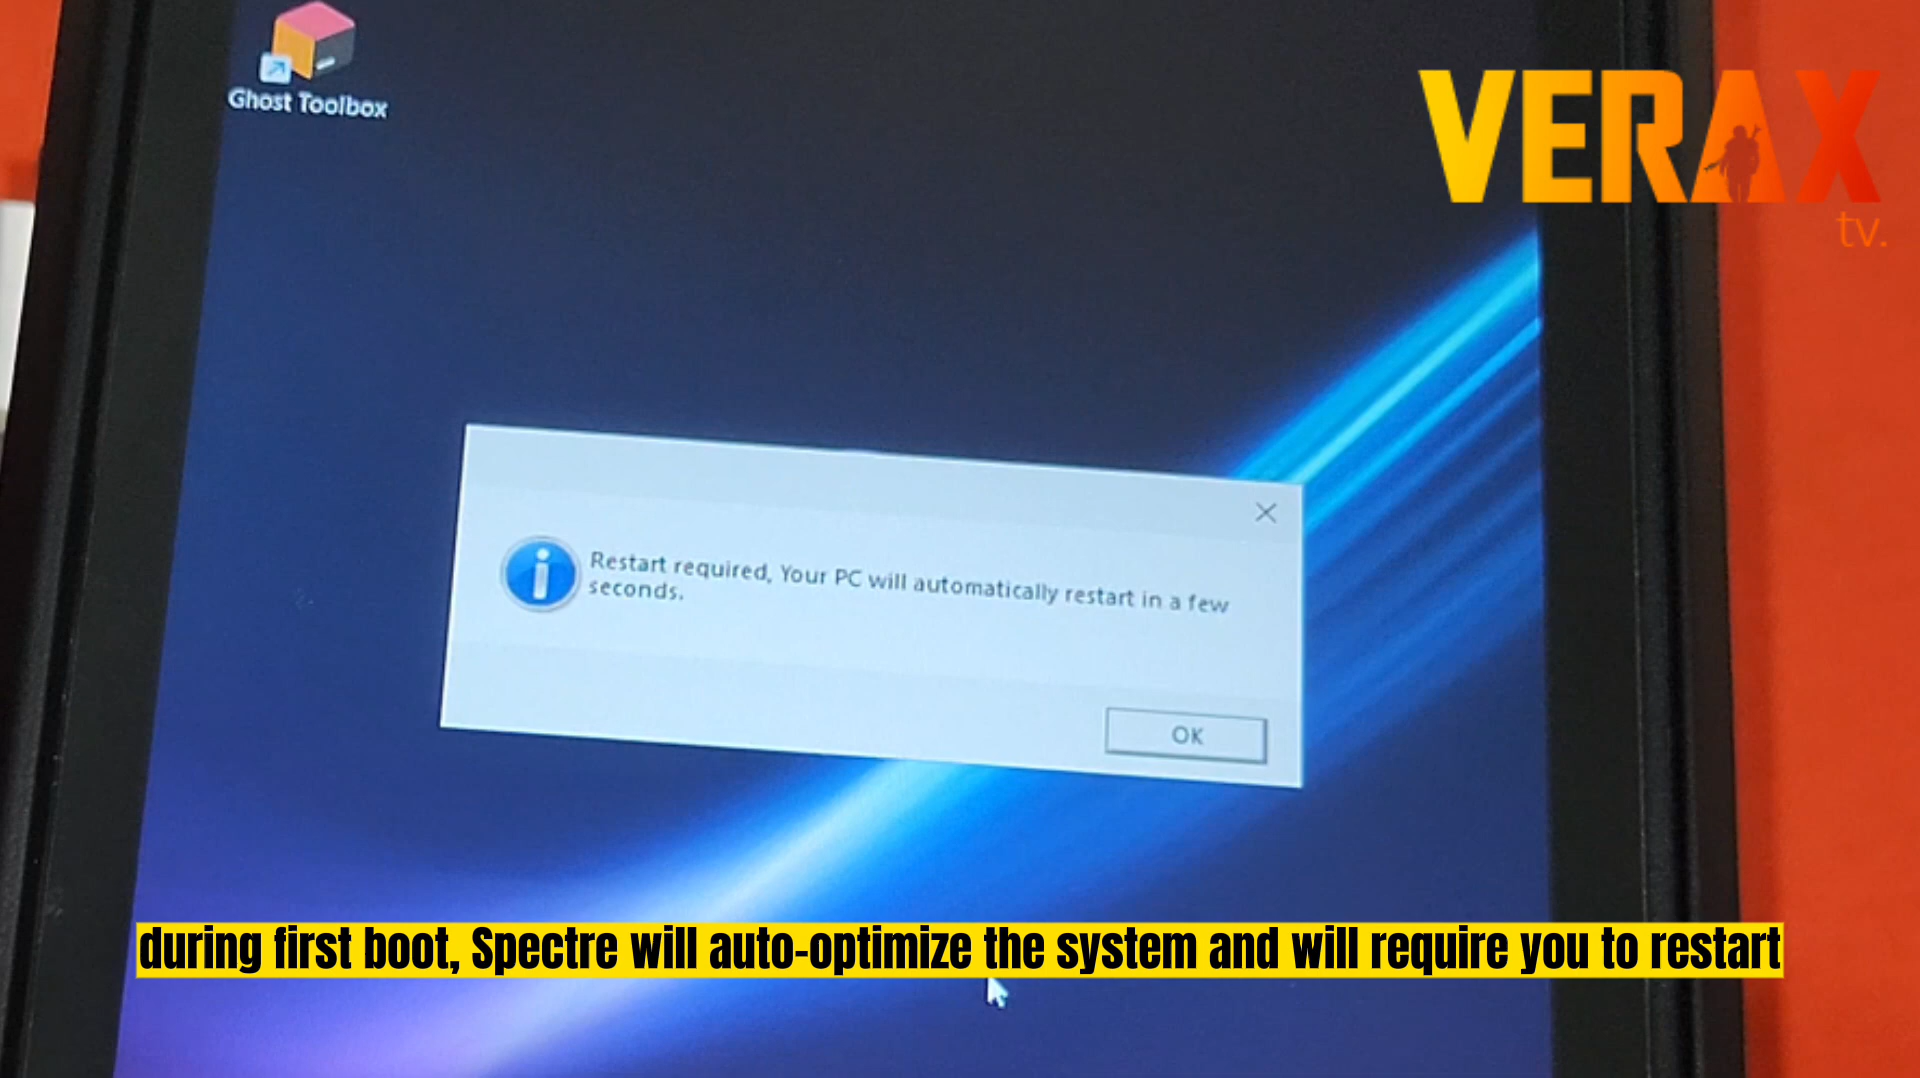 Ghost Toolbox
VERAX
tv.
Restart required, Your PC will automatically restart in a few
seconds.
OK
during first boot, Spectre will auto-optimize the system and will require you to restart